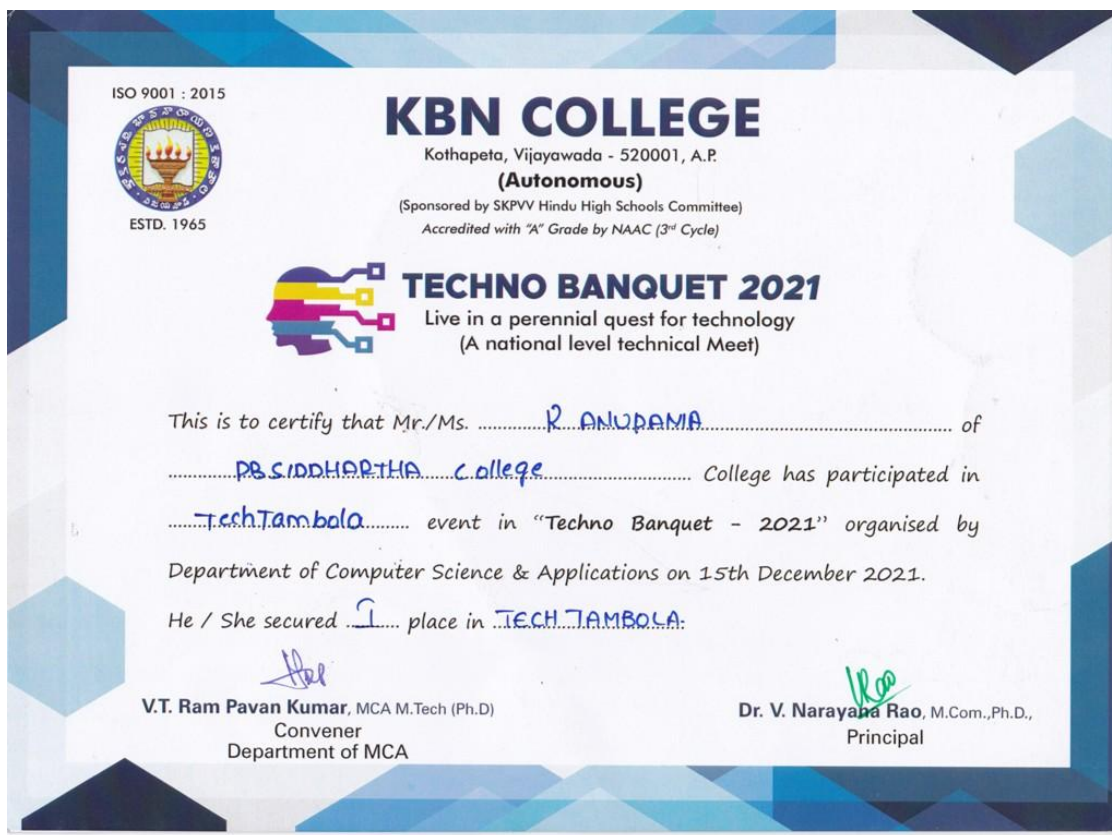 ISO 9001 : 2015
ESTD. 1965
KBN COLLEGE
Kothapeta, Vijayawada - 520001, A.P.
(Autonomous)
(Sponsored by SKPVV Hindu High Schools Committee)
Accredited with "A" Grade by NAAC (3rd Cycle)
TECHNO BANQUET 2021
Live in a perennial quest for technology
(A national level technical Meet)
This is to certify that Mr./Ms. R ANUPAMA of
PB SIDDHARTHA College College has participated in
TechTambola event in "Techno Banquet - 2021" organised by
Department of Computer Science & Applications on 15th December 2021.
He / She secured I place in TECH TAMBOLA.
V.T. Ram Pavan Kumar, MCA M.Tech (Ph.D)
Convener
Department of MCA
Dr. V. Narayana Rao, M.Com.,Ph.D.,
Principal